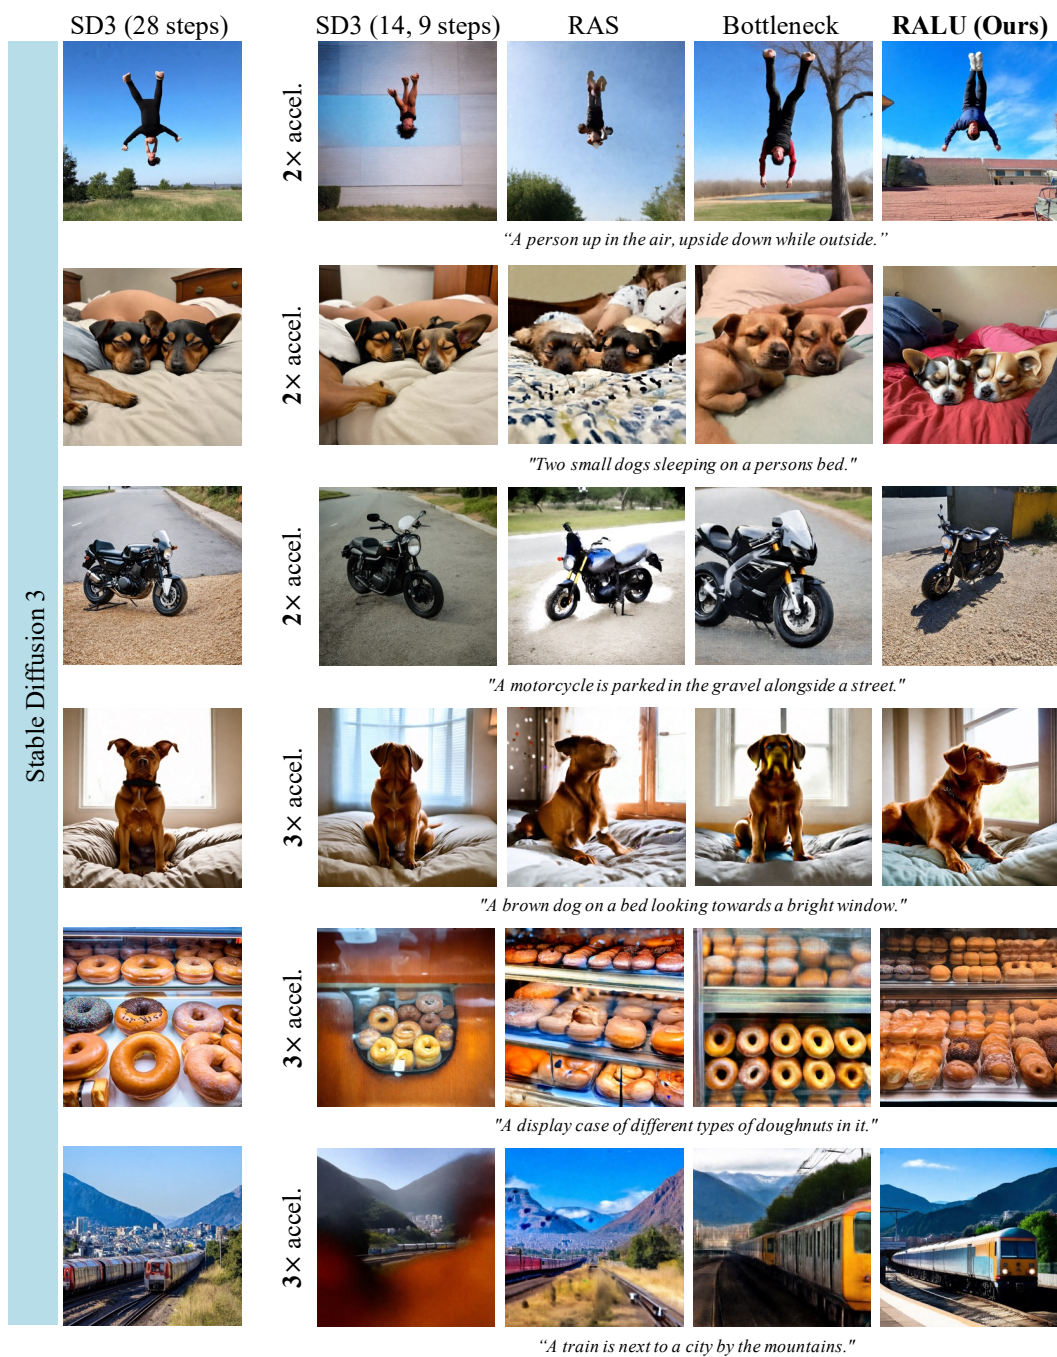 SD3 (28 steps)
SD3 (14, 9 steps)
RAS
Bottleneck
RALU (Ours)
Stable Diffusion 3
2× accel.
“A person up in the air, upside down while outside.”
2× accel.
"Two small dogs sleeping on a persons bed."
2× accel.
"A motorcycle is parked in the gravel alongside a street."
3× accel.
"A brown dog on a bed looking towards a bright window."
3× accel.
"A display case of different types of doughnuts in it."
3× accel.
“A train is next to a city by the mountains."